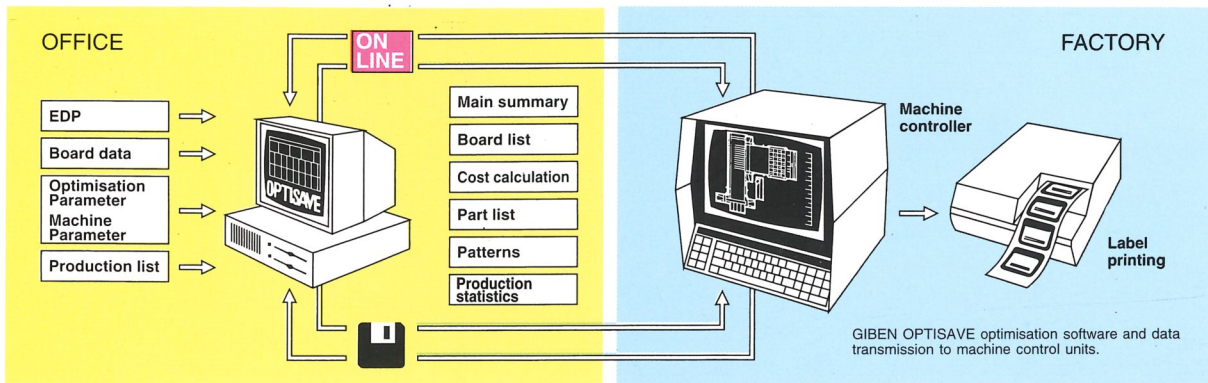 OFFICE
ON
LINE
FACTORY
EDP
Board data
Optimisation
Parameter
Machine
Parameter
Production list
OPTISAVE
Main summary
Board list
Cost calculation
Part list
Patterns
Production
statistics
Machine
controller
Label
printing
GIBEN OPTISAVE optimisation software and data
transmission to machine control units.